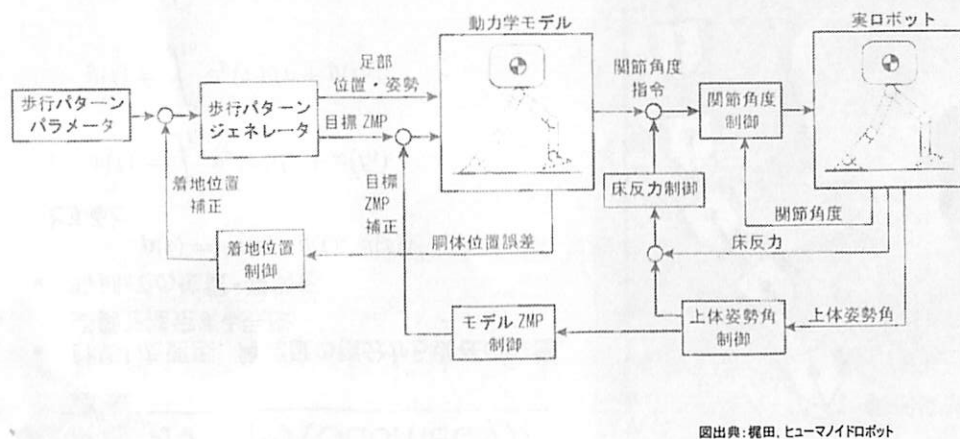 動力学モデル
実ロボット
足部
位置・姿勢
関節角度
指令
歩行パターン
パラメータ
歩行パターン
ジェネレータ
関節角度
制御
目標 ZMP
着地位置
補正
目標
ZMP
補正
床反力制御
関節角度
胴体位置誤差
床反力
着地位置
制御
モデル ZMP
制御
上体姿勢角
制御
上体姿勢角
図出典：梶田，ヒューマノイドロボット